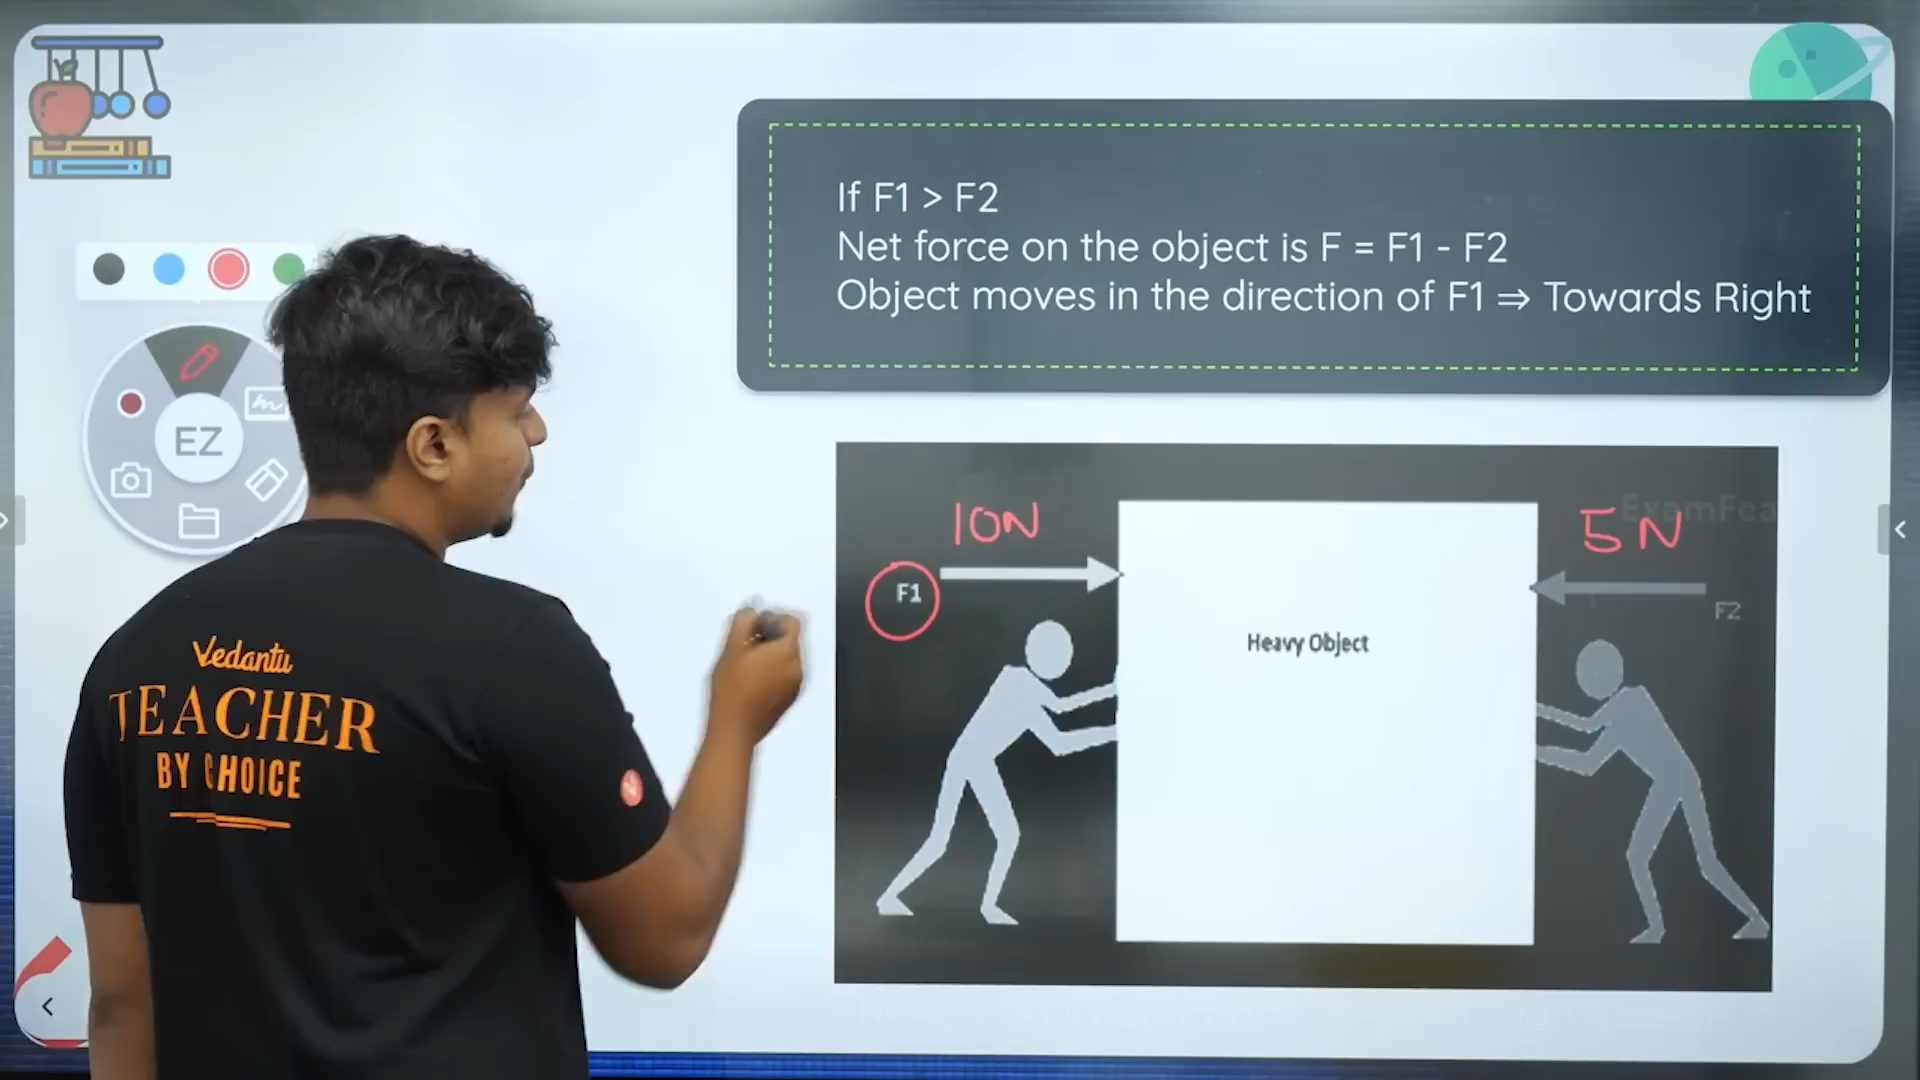 If F1 > F2
Net force on the object is F = F1 - F2
Object moves in the direction of F1 ⇒ Towards Right
EZ
10N
5N
F1
F2
Heavy Object
Vedantu
TEACHER
BY CHOICE